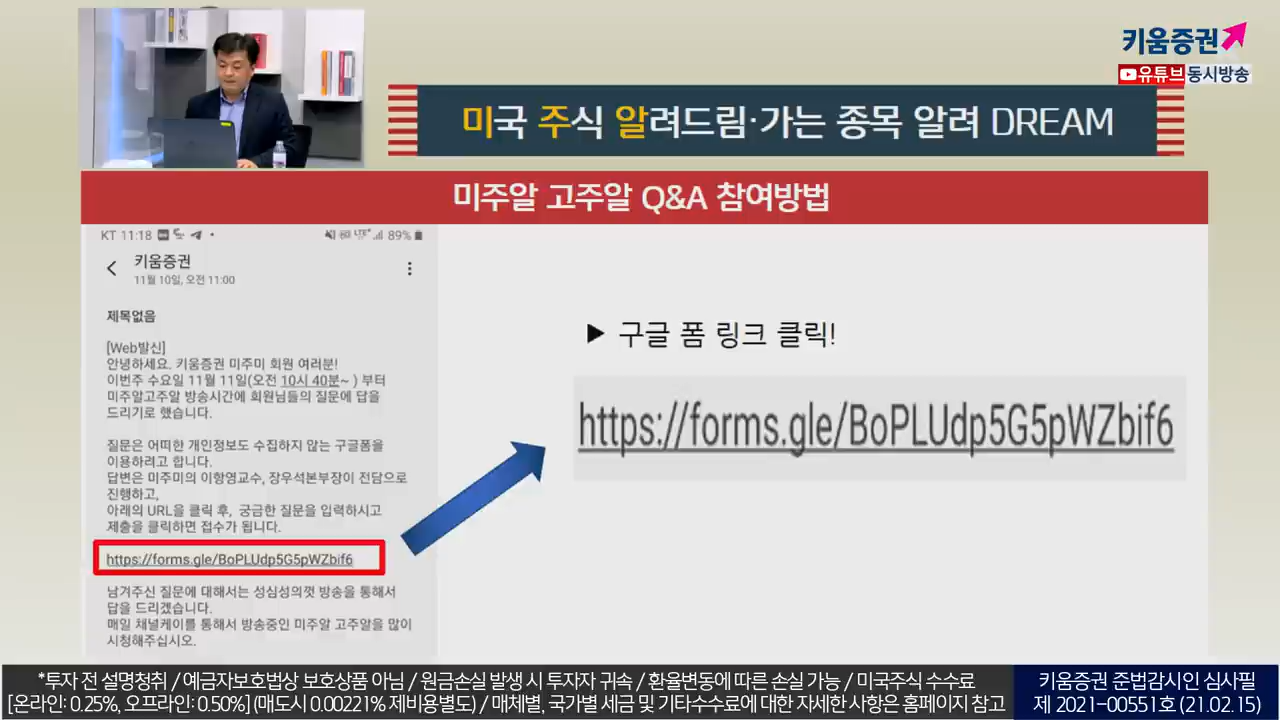 키움증권
유튜브동시방송
미국 주식 알려드림·가는 종목 알려 DREAM
미주알 고주알 Q&A 참여방법
KT 11:18
89%
키움증권
11월 10일, 오전 11:00
제목없음
[Web발신]
안녕하세요. 키움증권 미주미 회원 여러분!
이번주 수요일 11월 11일(오전 10시 40분~ ) 부터
미주알고주알 방송시간에 회원님들의 질문에 답을
드리기로 했습니다.
질문은 어떠한 개인정보도 수집하지 않는 구글폼을
이용하려고 합니다.
답변은 미주미의 이항영교수, 장우석본부장이 전담으로
진행하고,
아래의 URL을 클릭 후, 궁금한 질문을 입력하시고
제출을 클릭하면 접수가 됩니다.
https://forms.gle/BoPLUdp5G5pWZbif6
남겨주신 질문에 대해서는 성심성의껏 방송을 통해서
답을 드리겠습니다.
매일 채널케이를 통해서 방송중인 미주알 고주알을 많이
시청해주십시오.
▶ 구글 폼 링크 클릭!
https://forms.gle/BoPLUdp5G5pWZbif6
*투자 전 설명청취 / 예금자보호법상 보호상품 아님 / 원금손실 발생 시 투자자 귀속 / 환율변동에 따른 손실 가능 / 미국주식 수수료
[온라인: 0.25%, 오프라인: 0.50%] (매도시 0.00221% 제비용별도) / 매체별, 국가별 세금 및 기타수수료에 대한 자세한 사항은 홈페이지 참고
키움증권 준법감시인 심사필
제 2021-00551호 (21.02.15)